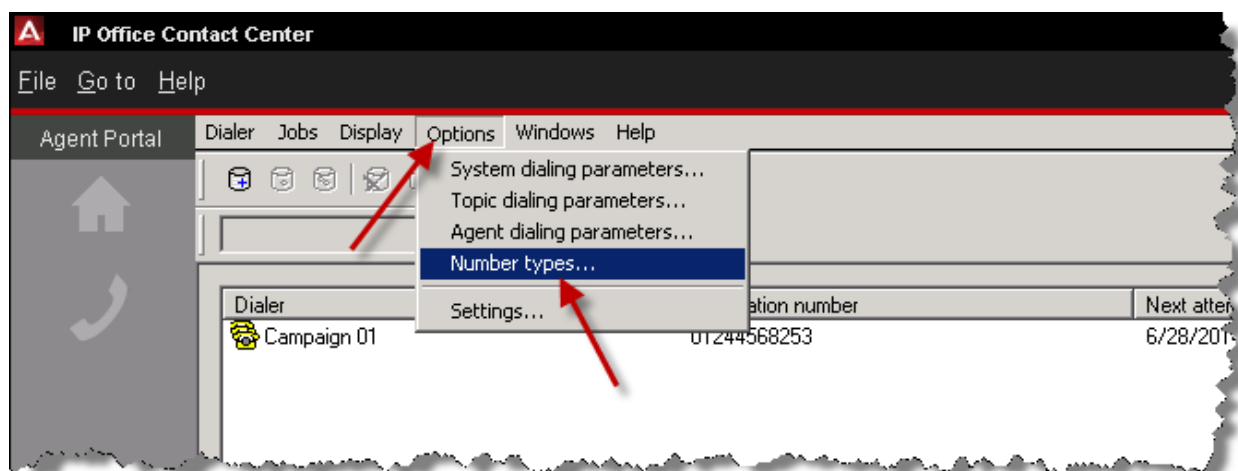 IP Office Contact Center
File Go to Help
Agent Portal
Dialer Jobs Display Options Windows Help
System dialing parameters...
Topic dialing parameters...
Agent dialing parameters...
Number types...
Settings...
Dialer ation number Next atte
Campaign 01 01244568253 6/28/201